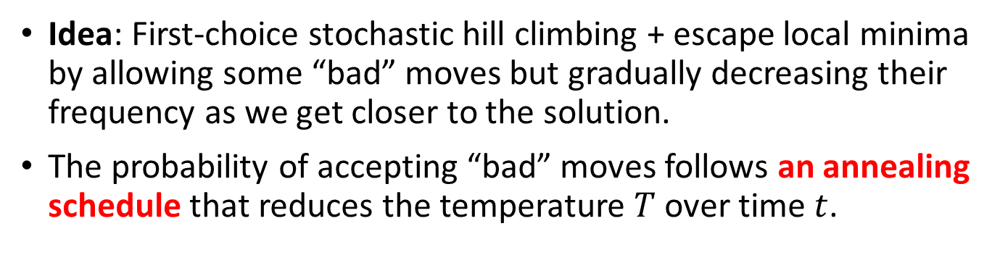 • Idea: First-choice stochastic hill climbing + escape local minima
by allowing some “bad” moves but gradually decreasing their
frequency as we get closer to the solution.
• The probability of accepting “bad” moves follows an annealing
schedule that reduces the temperature T over time t.